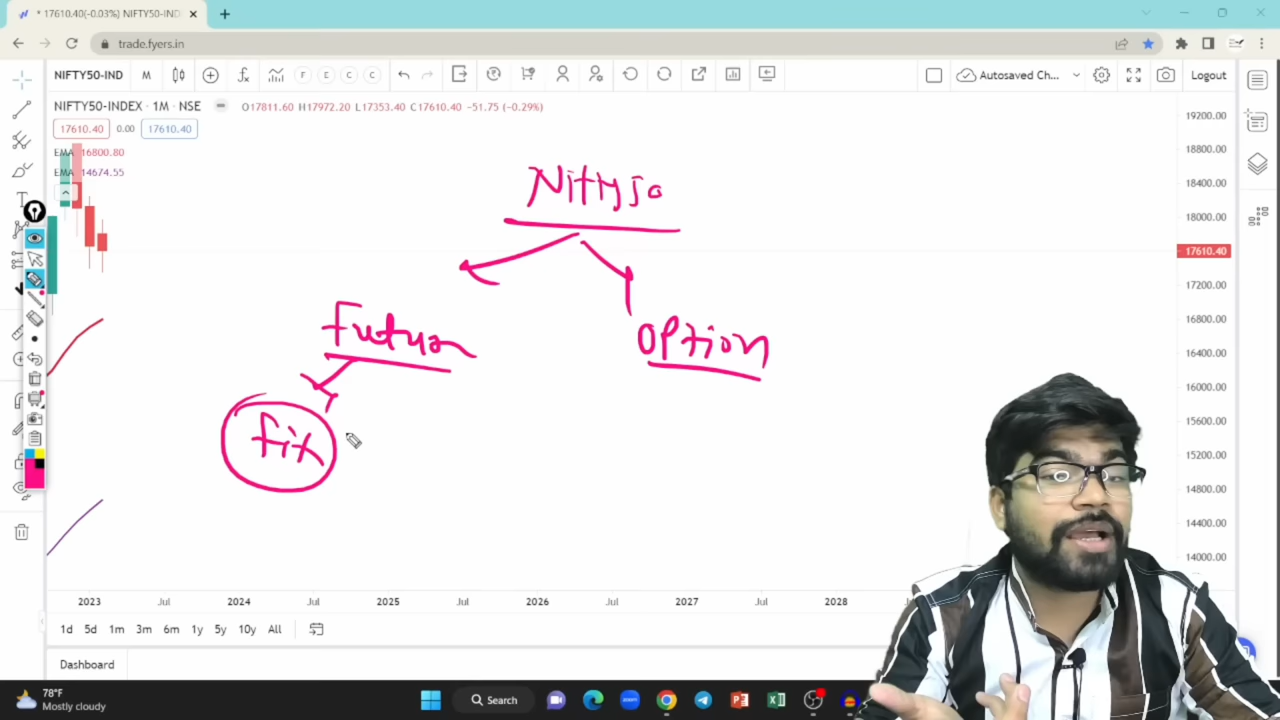 * 17610.40(-0.03%) NIFTY50-IND
trade.fyers.in
NIFTY50-IND M F E C C Autosaved Ch... Logout
NIFTY50-INDEX · 1M · NSE O17811.60 H17972.20 L17353.40 C17610.40 -51.75 (-0.29%)
17610.40 0.00 17610.40
EMA 16800.80
EMA 14674.55
Nifty50
Future
Option
fix
19200.00
18800.00
18400.00
18000.00
17610.40
17200.00
16800.00
16400.00
16000.00
15600.00
15200.00
14800.00
14400.00
14000.00
2023 Jul 2024 Jul 2025 Jul 2026 Jul 2027 Jul 2028
1d 5d 1m 3m 6m 1y 5y 10y All
Dashboard
78°F
Mostly cloudy
Search